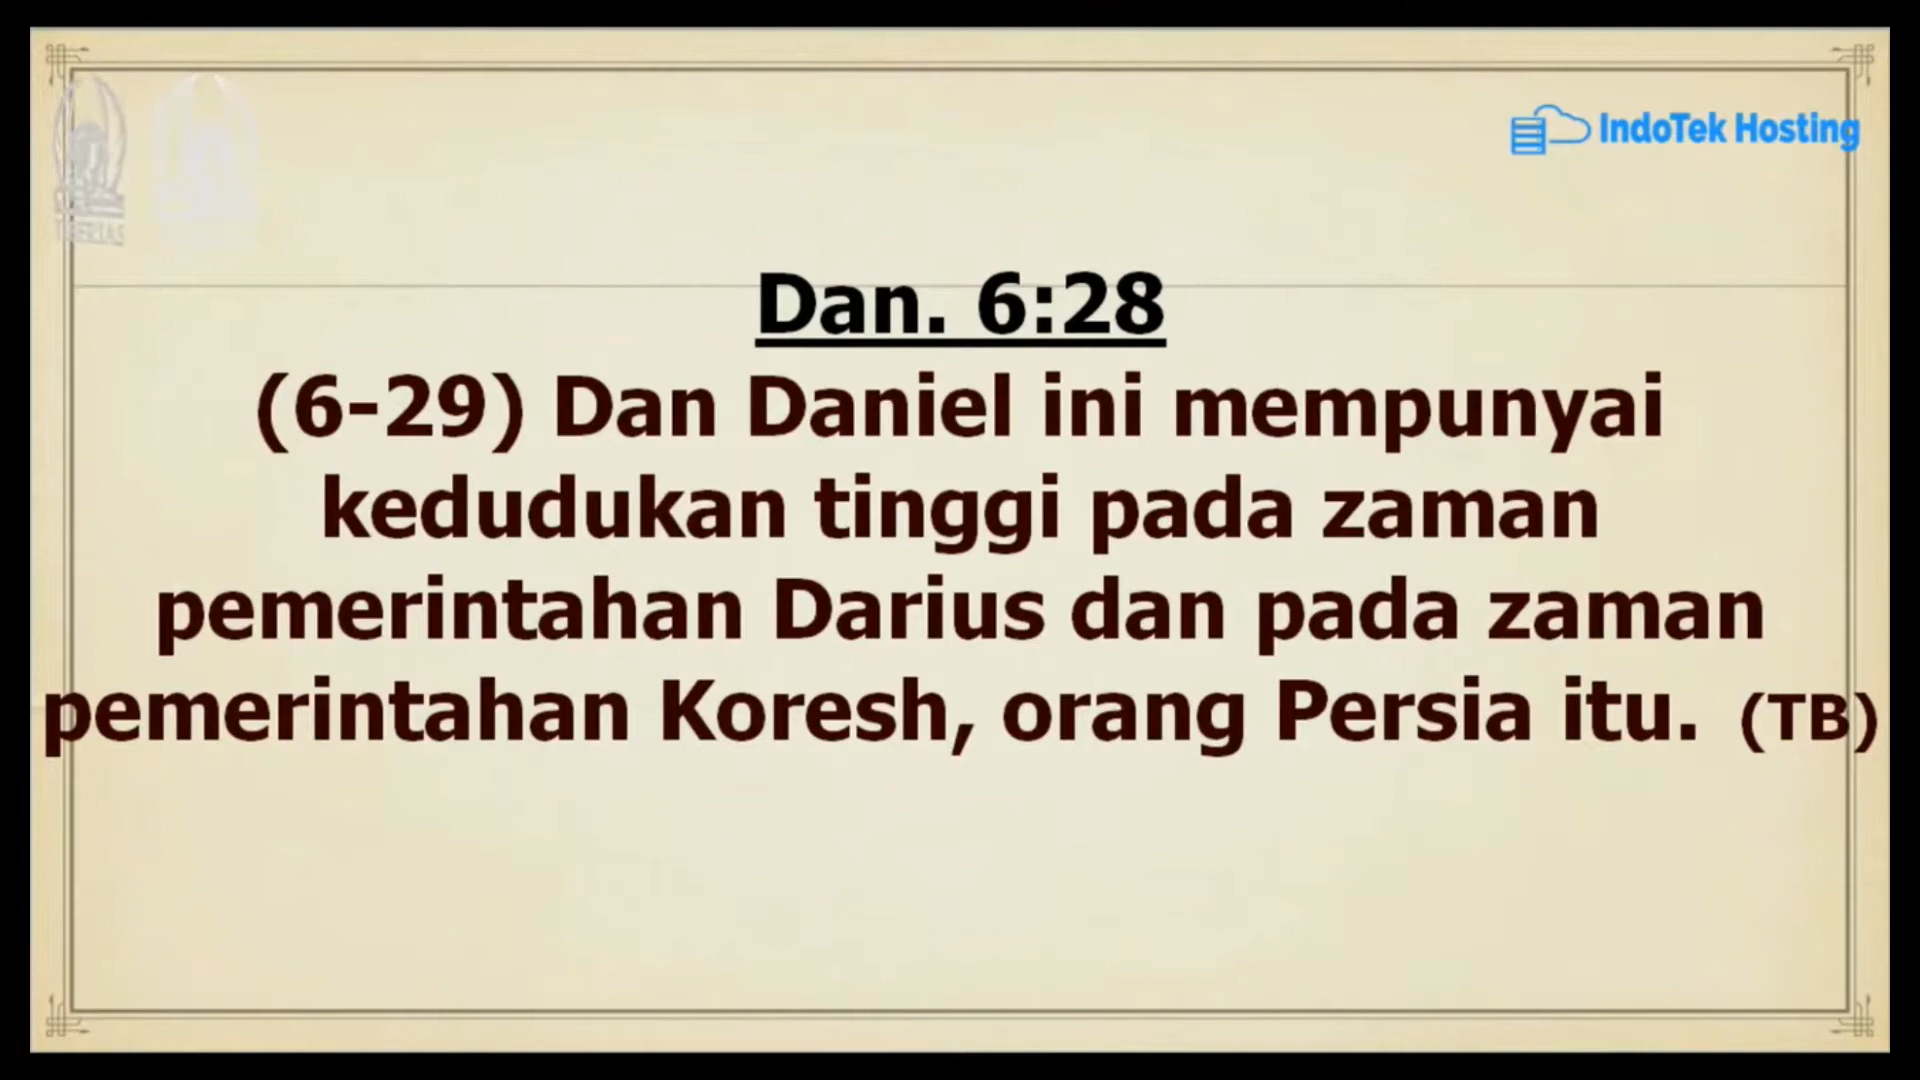 TIBERIAS
IndoTek Hosting
Dan. 6:28
(6-29) Dan Daniel ini mempunyai
kedudukan tinggi pada zaman
pemerintahan Darius dan pada zaman
pemerintahan Koresh, orang Persia itu. (TB)